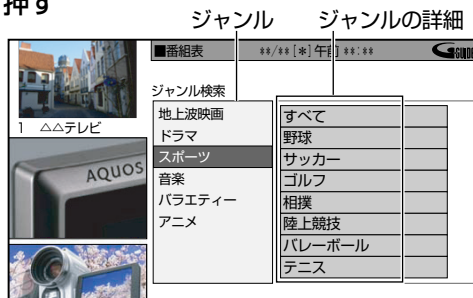 押す
ジャンル ジャンルの詳細
■番組表 **/**[*]午前**:** GGUIDE
ジャンル検索
地上波映画
ドラマ
スポーツ
音楽
バラエティー
アニメ
すべて
野球
サッカー
ゴルフ
相撲
陸上競技
バレーボール
テニス
1 △△テレビ
AQUOS